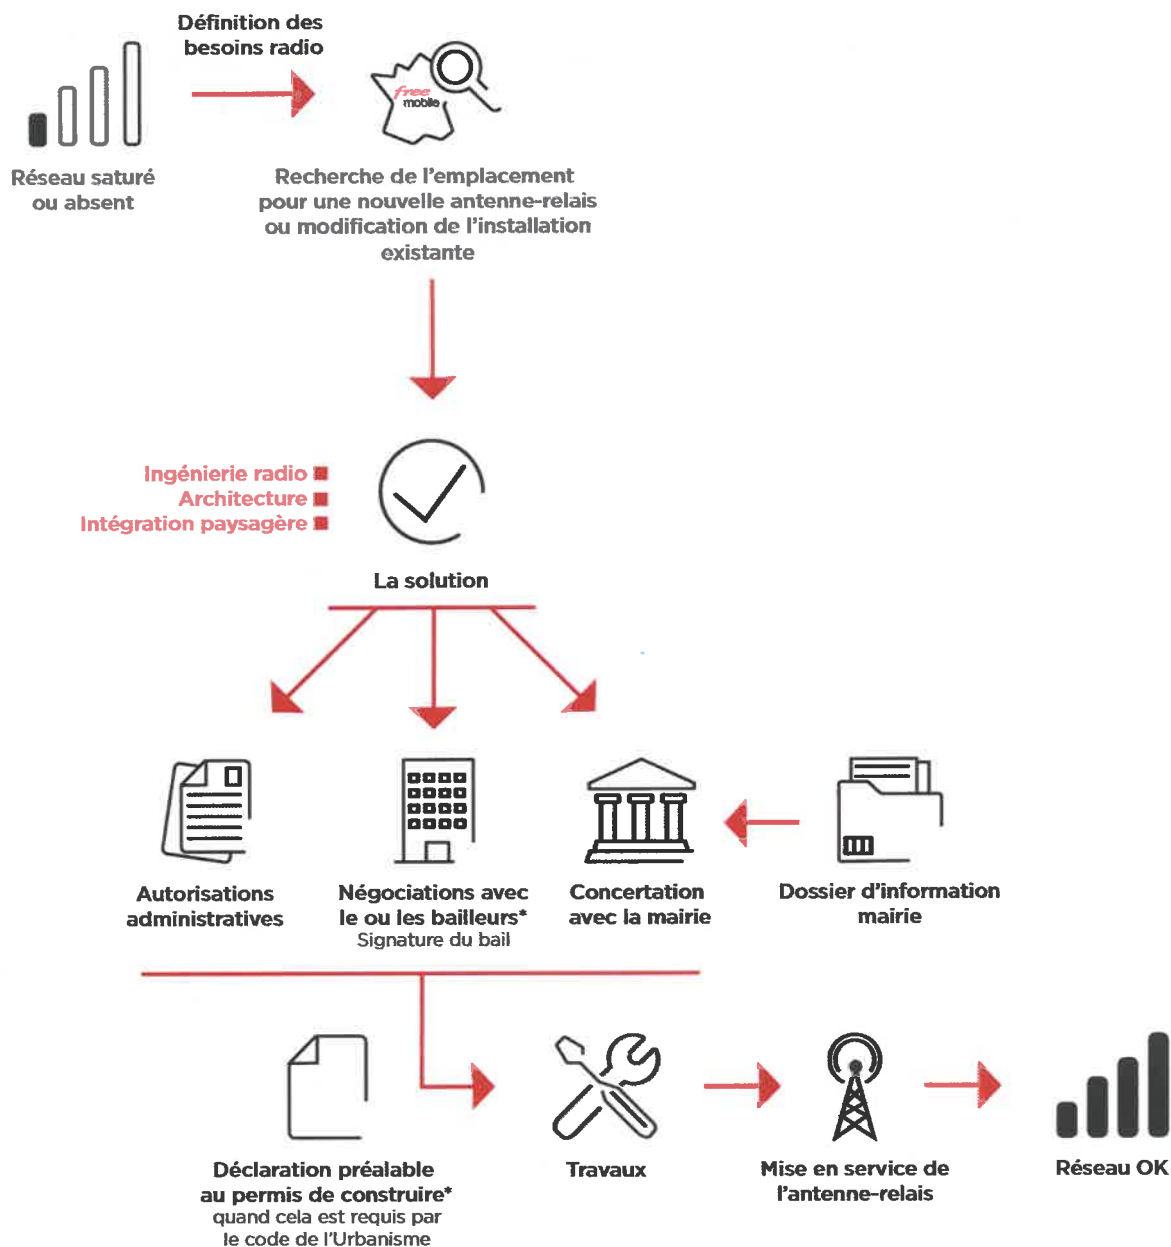 Définition des
besoins radio
free
mobile
Réseau saturé
ou absent
Recherche de l'emplacement
pour une nouvelle antenne-relais
ou modification de l'installation
existante
Ingénierie radio
Architecture
Intégration paysagère
La solution
Autorisations
administratives
Négociations avec
le ou les bailleurs*
Signature du bail
Concertation
avec la mairie
Dossier d'information
mairie
Déclaration préalable
au permis de construire*
quand cela est requis par
le code de l'Urbanisme
Travaux
Mise en service de
l'antenne-relais
Réseau OK